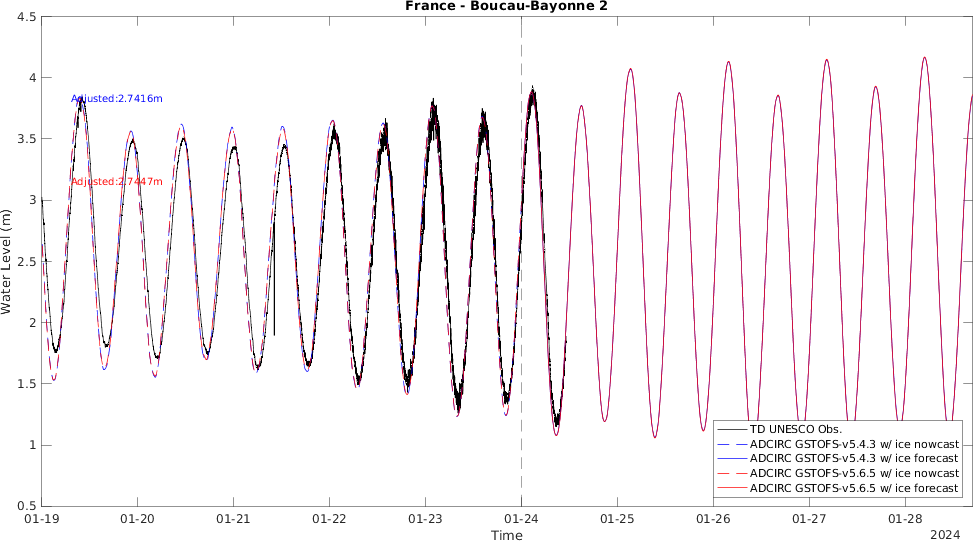 France - Boucau-Bayonne 2
4.5
4
3.5
3
2.5
2
1.5
1
0.5
Water Level (m)
Adjusted:2.7416m
Adjusted:2.7447m
TD UNESCO Obs.
ADCIRC GSTOFS-v5.4.3 w/ ice nowcast
ADCIRC GSTOFS-v5.4.3 w/ ice forecast
ADCIRC GSTOFS-v5.6.5 w/ ice nowcast
ADCIRC GSTOFS-v5.6.5 w/ ice forecast
01-19 01-20 01-21 01-22 01-23 01-24 01-25 01-26 01-27 01-28
Time
2024